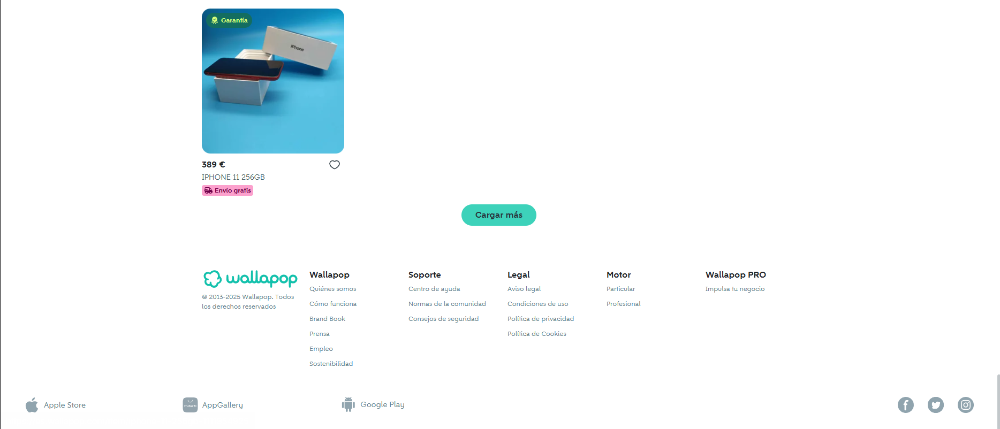 Garantía
iPhone
389 €
IPHONE 11 256GB
Envío gratis
Cargar más
wallapop
© 2013-2025 Wallapop. Todos
los derechos reservados
Wallapop
Quiénes somos
Cómo funciona
Brand Book
Prensa
Empleo
Sostenibilidad
Soporte
Centro de ayuda
Normas de la comunidad
Consejos de seguridad
Legal
Aviso legal
Condiciones de uso
Política de privacidad
Política de Cookies
Motor
Particular
Profesional
Wallapop PRO
Impulsa tu negocio
Apple Store
HUAWEI
AppGallery
Google Play